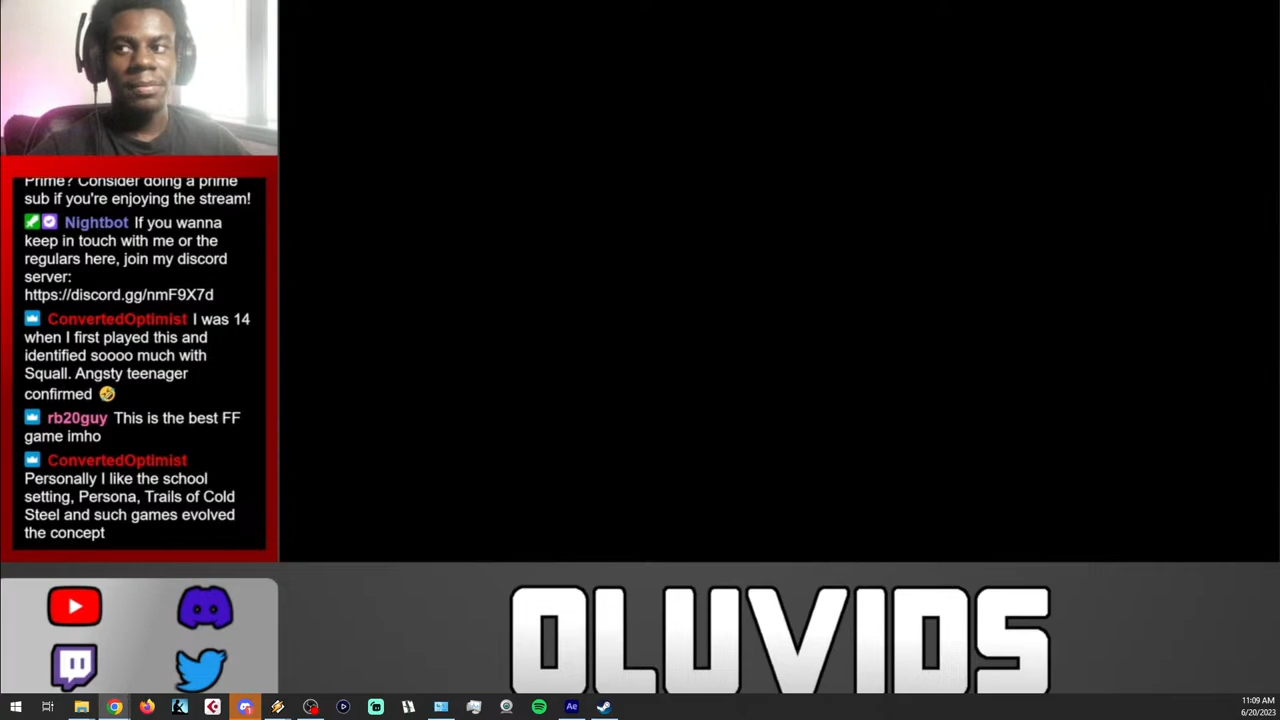 Prime? Consider doing a prime
sub if you're enjoying the stream!
Nightbot If you wanna
keep in touch with me or the
regulars here, join my discord
server:
https://discord.gg/nmF9X7d
ConvertedOptimist I was 14
when I first played this and
identified soooo much with
Squall. Angsty teenager
confirmed 🤣
rb20guy This is the best FF
game imho
ConvertedOptimist
Personally I like the school
setting, Persona, Trails of Cold
Steel and such games evolved
the concept
OLUVIDS
11:09 AM
6/20/2023